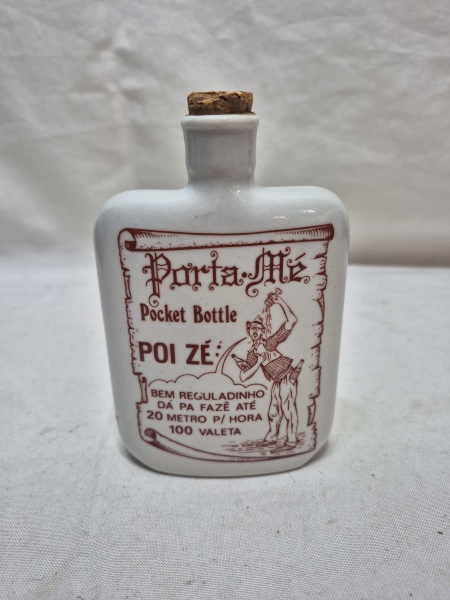 Porta-Mé
Pocket Bottle
POI ZÉ:
BEM REGULADINHO
DÁ PA FAZÊ ATÉ
20 METRO P/ HORA
100 VALETA